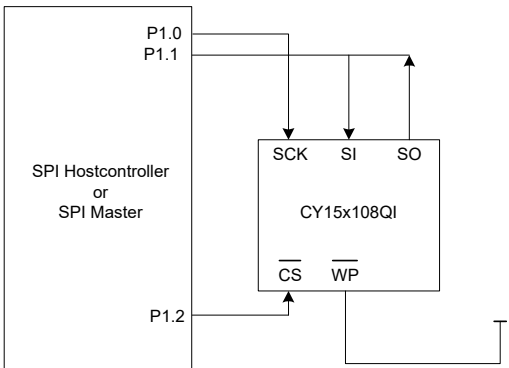 P1.0
P1.1
SPI Hostcontroller
or
SPI Master
P1.2
SCK SI SO
CY15x108QI
CS WP